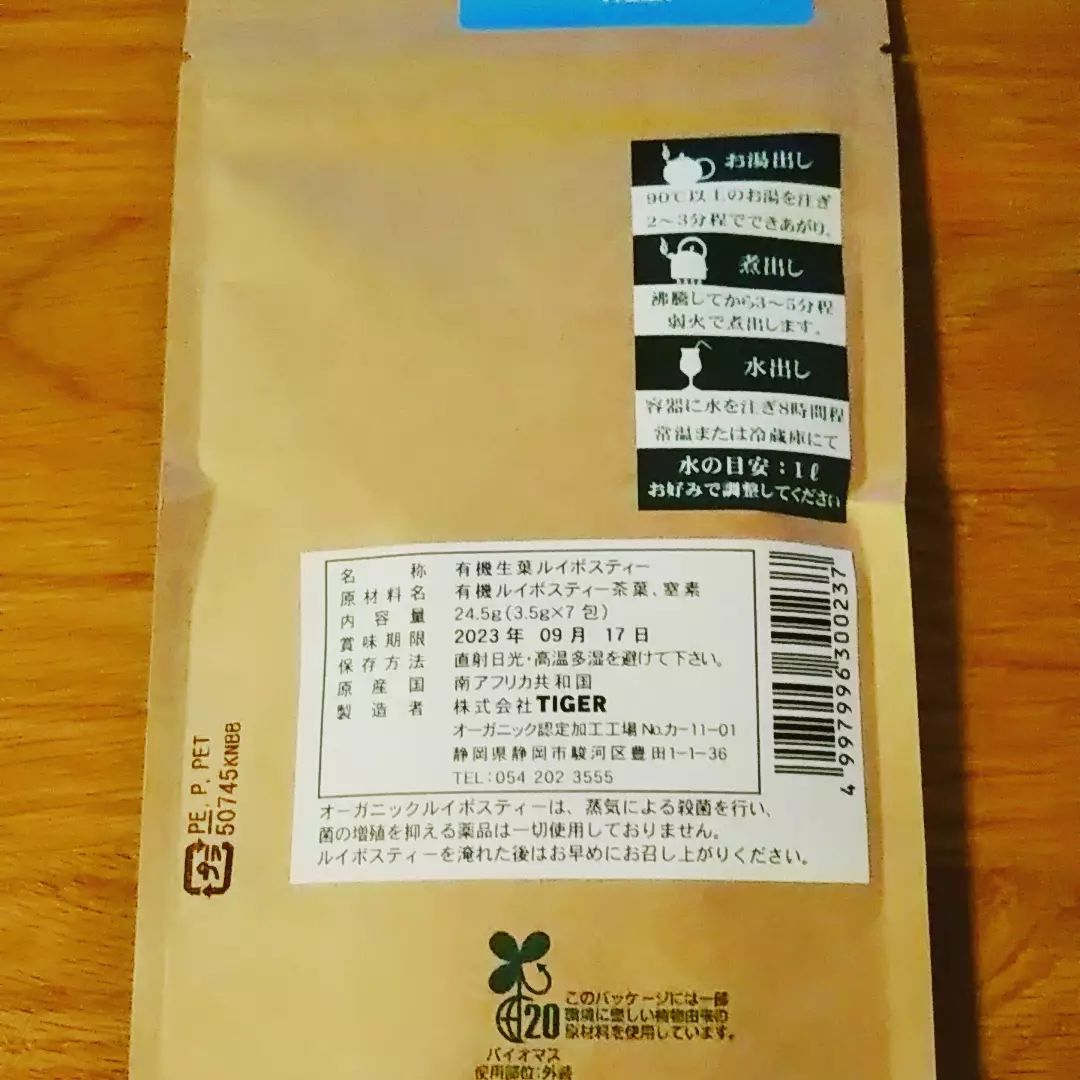 お湯出し
90℃以上のお湯を注ぎ
2〜3分程でできあがり。
煮出し
沸騰してから3〜5分程
弱火で煮出します。
水出し
容器に水を注ぎ8時間程
常温または冷蔵庫にて
水の目安:1ℓ
お好みで調整してください
名称 有機生葉ルイボスティー
原材料名 有機ルイボスティー茶葉、窒素
内容量 24.5g(3.5g×7包)
賞味期限 2023年 09月 17日
保存方法 直射日光・高温多湿を避けて下さい。
原産国 南アフリカ共和国
製造者 株式会社TIGER
オーガニック認定加工工場 No.カ-11-01
静岡県静岡市駿河区豊田1-1-36
TEL:054 202 3555
4997996300237
オーガニックルイボスティーは、蒸気による殺菌を行い、
菌の増殖を抑える薬品は一切使用しておりません。
ルイボスティーを淹れた後はお早めにお召し上がりください。
プラ
PE, P, PET
50745KNBB
20
このパッケージには一部
環境に優しい植物由来の
原材料を使用しています。
バイオマス
使用部位:外装